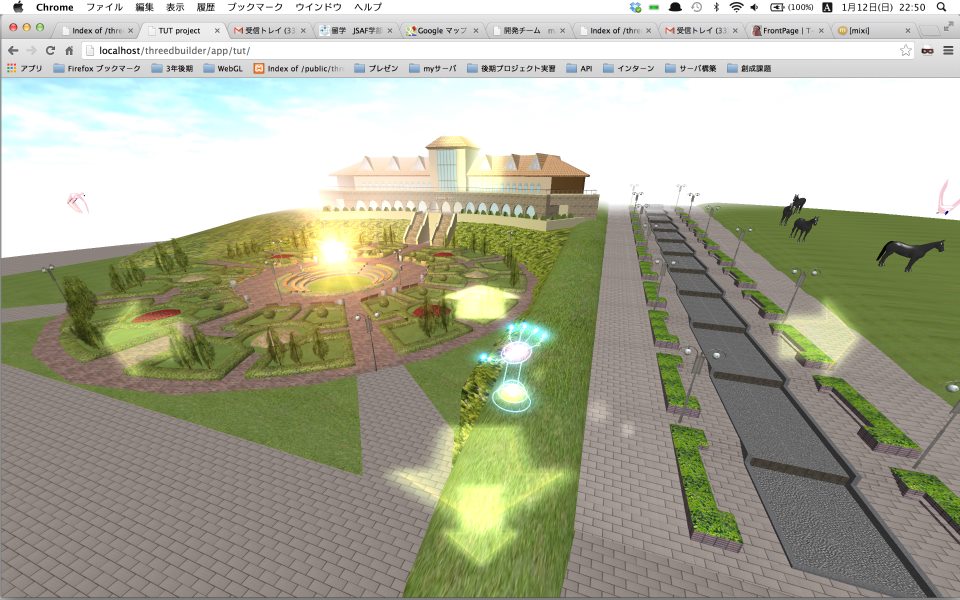 Chrome ファイル 編集 表示 履歴 ブックマーク ウインドウ ヘルプ (100%) A 1月12日(日) 22:50
Index of /three TUT project 受信トレイ (33 留学 JSAF学部 Google マップ 開発チーム m Index of /three 受信トレイ (33 FrontPage | T- [mixi]
localhost/threedbuilder/app/tut/
アプリ Firefox ブックマーク 3年後期 WebGL Index of /public/thr プレゼン myサーバ 後期プロジェクト実習 API インターン サーバ構築 創成課題